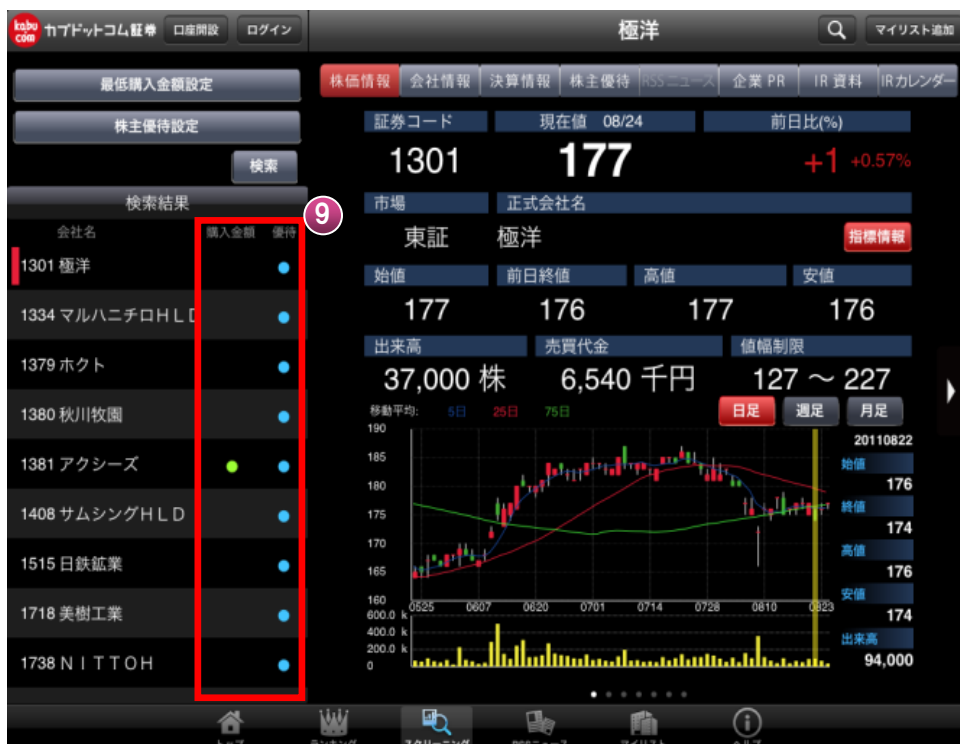 kabu
com
カブドットコム証券 口座開設 ログイン
極洋
マイリスト追加
最低購入金額設定
株主優待設定
検索
検索結果
会社名 購入金額 優待
1301 極洋
1334 マルハニチロＨＬＤ
1379 ホクト
1380 秋川牧園
1381 アクシーズ
1408 サムシングＨＬＤ
1515 日鉄鉱業
1718 美樹工業
1738 ＮＩＴＴＯＨ
9
株価情報 会社情報 決算情報 株主優待 RSSニュース 企業 PR IR 資料 IRカレンダー
証券コード 現在値 08/24 前日比(%)
1301 177 +1 +0.57%
市場 正式会社名
東証 極洋 指標情報
始値 前日終値 高値 安値
177 176 177 176
出来高 売買代金 値幅制限
37,000 株 6,540 千円 127 ～ 227
移動平均: 5日 25日 75日 日足 週足 月足
190
185
180
175
170
165
160
0525 0607 0620 0701 0714 0728 0810 0823
600.0 k
400.0 k
200.0 k
0
20110822
始値
176
終値
174
高値
176
安値
174
出来高
94,000